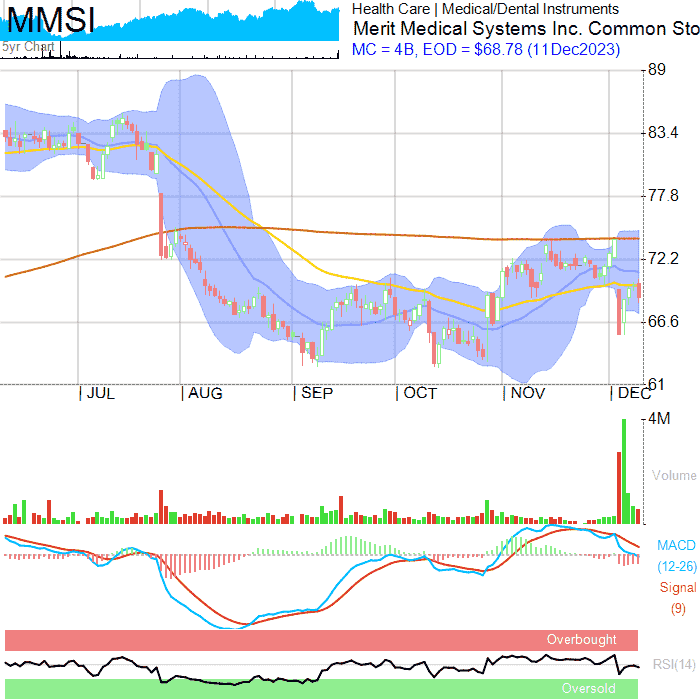 MMSI
5yr Chart
Health Care | Medical/Dental Instruments
Merit Medical Systems Inc. Common Sto
MC = 4B, EOD = $68.78 (11Dec2023)
89
83.4
77.8
72.2
66.6
61
JUL AUG SEP OCT NOV DEC
4M
Volume
MACD
(12-26)
Signal
(9)
Overbought
RSI(14)
Oversold